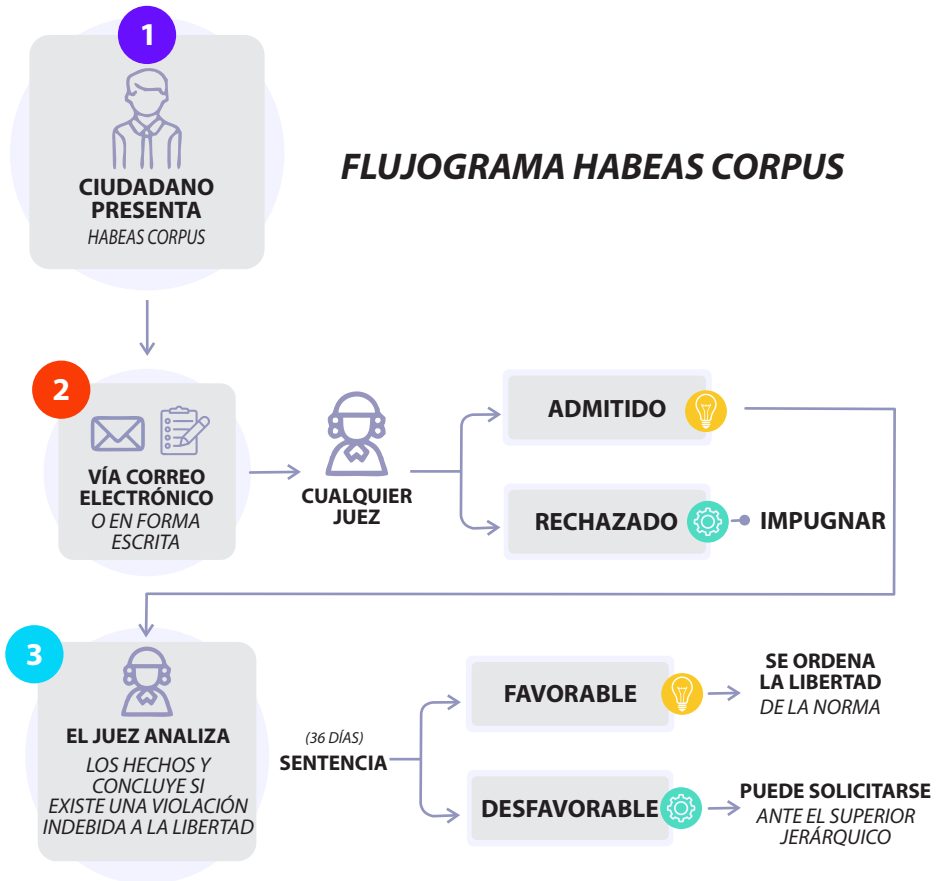 1
CIUDADANO
PRESENTA
HABEAS CORPUS
FLUJOGRAMA HABEAS CORPUS
2
VÍA CORREO
ELECTRÓNICO
O EN FORMA
ESCRITA
CUALQUIER
JUEZ
ADMITIDO
RECHAZADO
IMPUGNAR
3
EL JUEZ ANALIZA
LOS HECHOS Y
CONCLUYE SI
EXISTE UNA VIOLACIÓN
INDEBIDA A LA LIBERTAD
(36 DÍAS)
SENTENCIA
FAVORABLE
SE ORDENA
LA LIBERTAD
DE LA NORMA
DESFAVORABLE
PUEDE SOLICITARSE
ANTE EL SUPERIOR
JERÁRQUICO